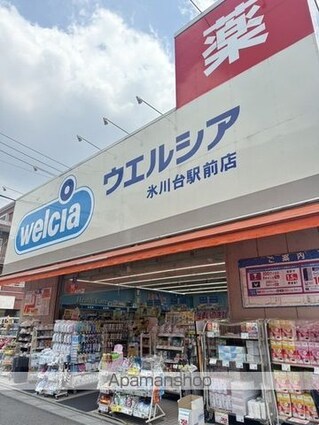 薬
welcia
ウエルシア
氷川台駅前店
ご案内
Apamanshop